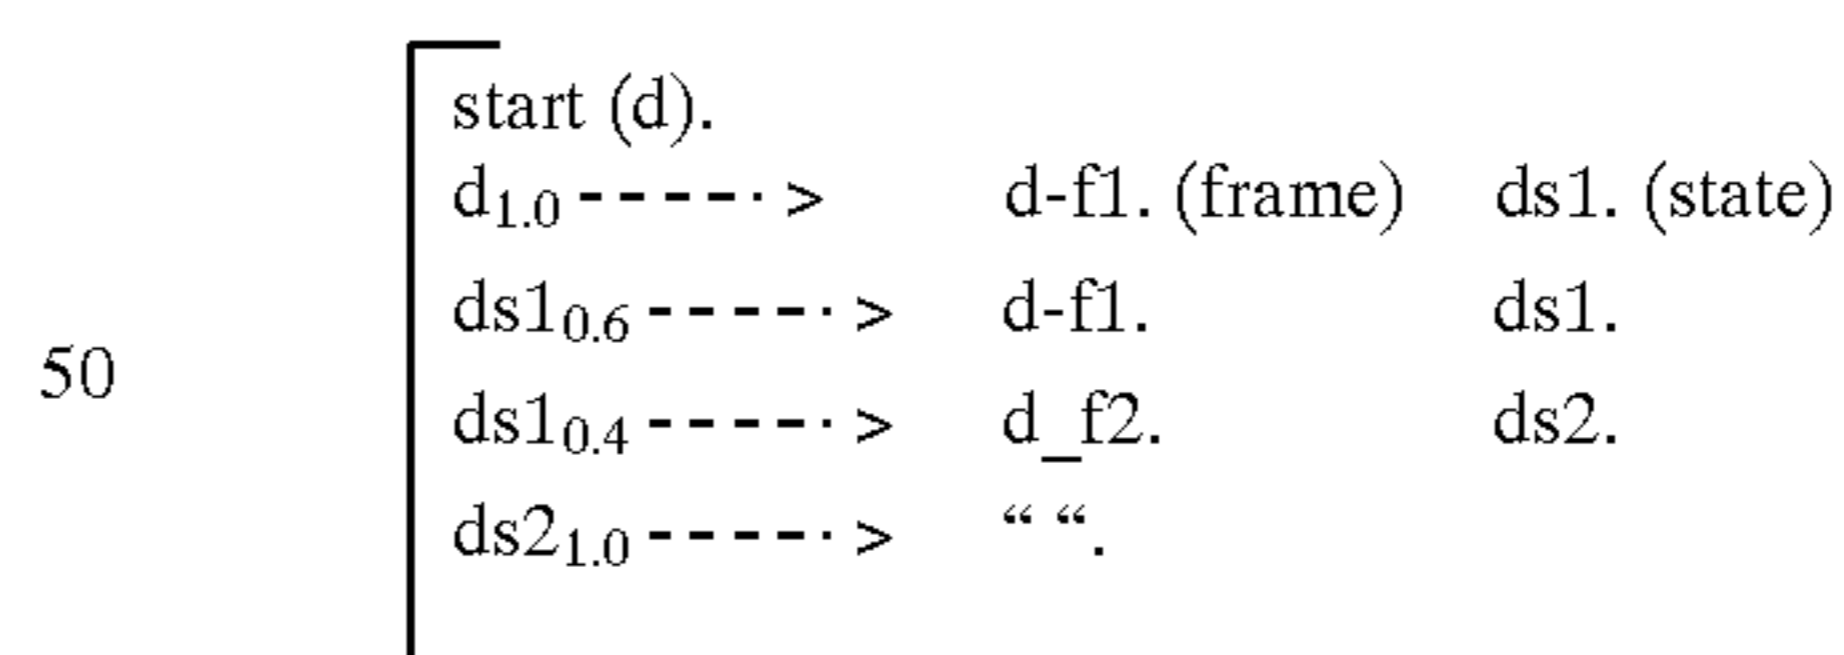 start (d).
d1.0 -----> d-f1. (frame) ds1. (state)
ds10.6 -----> d-f1. ds1.
50
ds10.4 -----> d_f2. ds2.
ds21.0 -----> “ “.